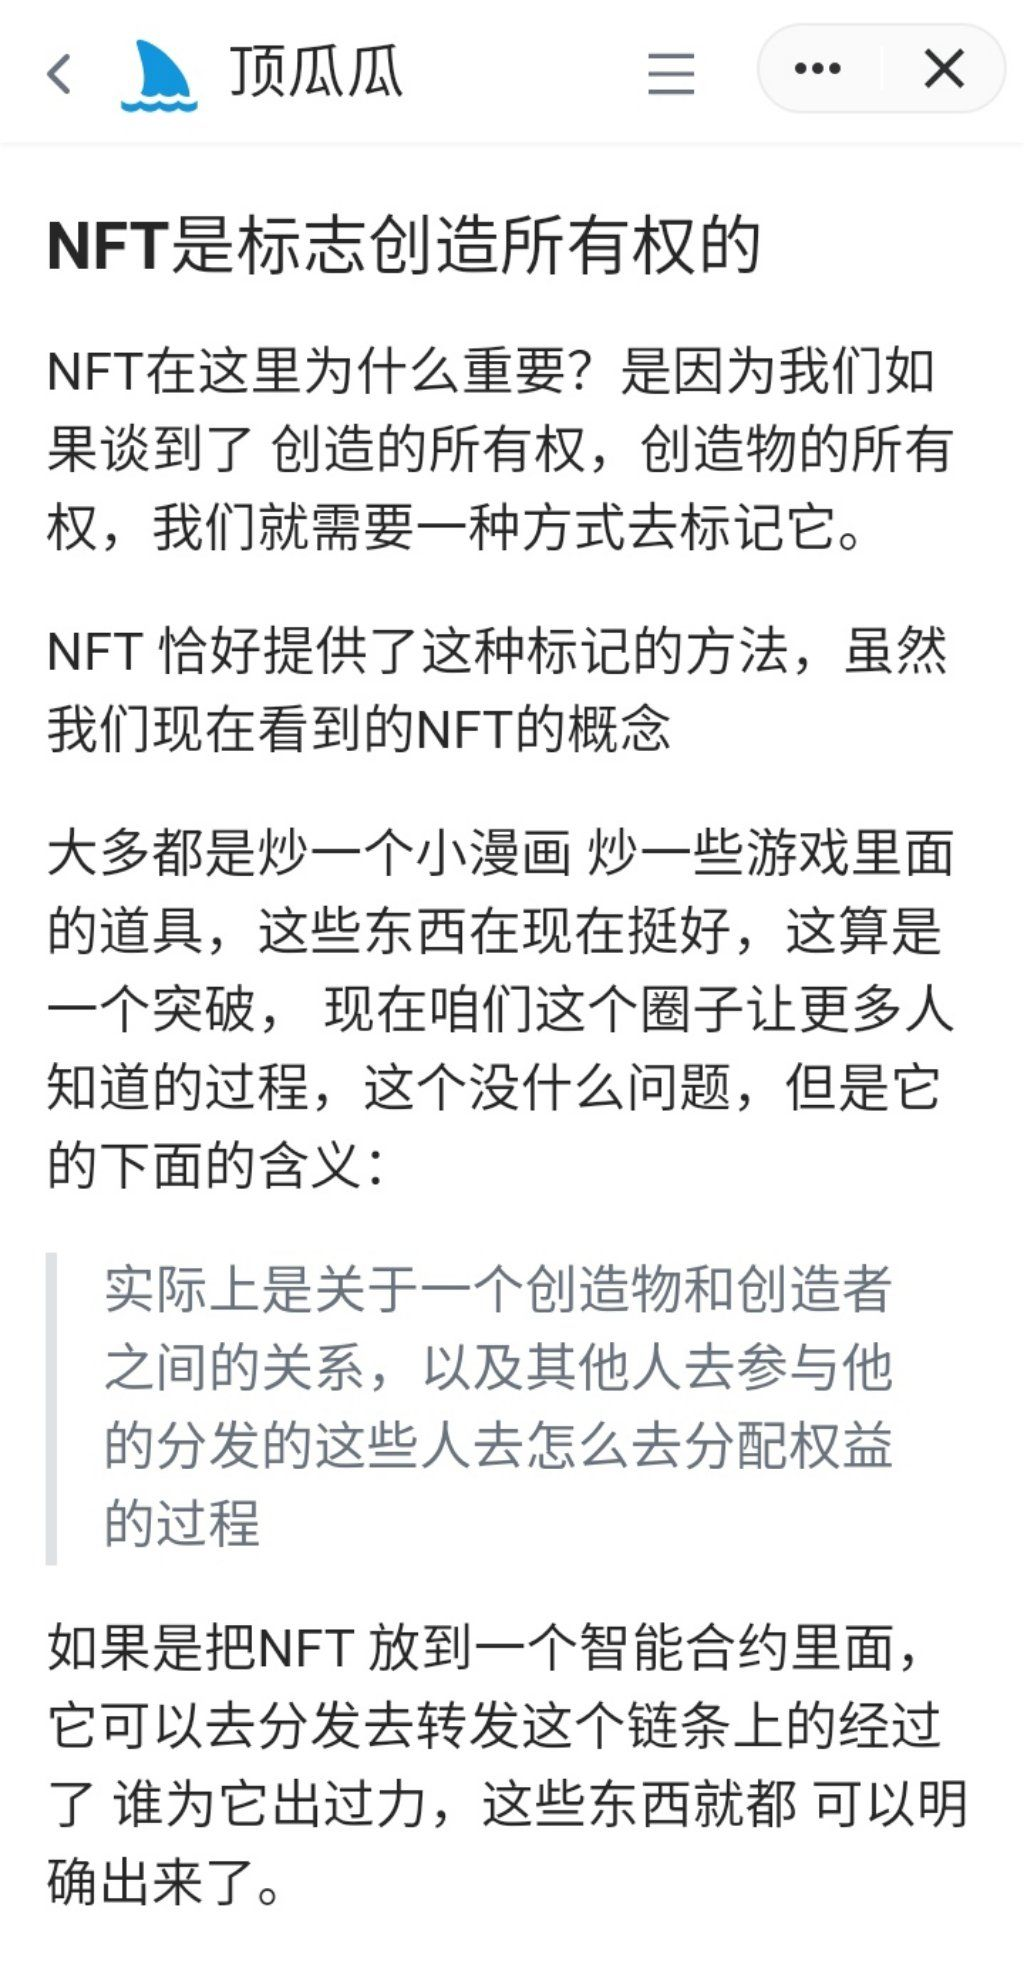 顶瓜瓜
NFT是标志创造所有权的
NFT在这里为什么重要？是因为我们如
果谈到了 创造的所有权，创造物的所有
权，我们就需要一种方式去标记它。
NFT 恰好提供了这种标记的方法，虽然
我们现在看到的NFT的概念
大多都是炒一个小漫画 炒一些游戏里面
的道具，这些东西在现在挺好，这算是
一个突破， 现在咱们这个圈子让更多人
知道的过程，这个没什么问题，但是它
的下面的含义：
实际上是关于一个创造物和创造者
之间的关系，以及其他人去参与他
的分发的这些人去怎么去分配权益
的过程
如果是把NFT 放到一个智能合约里面，
它可以去分发去转发这个链条上的经过
了 谁为它出过力，这些东西就都 可以明
确出来了。